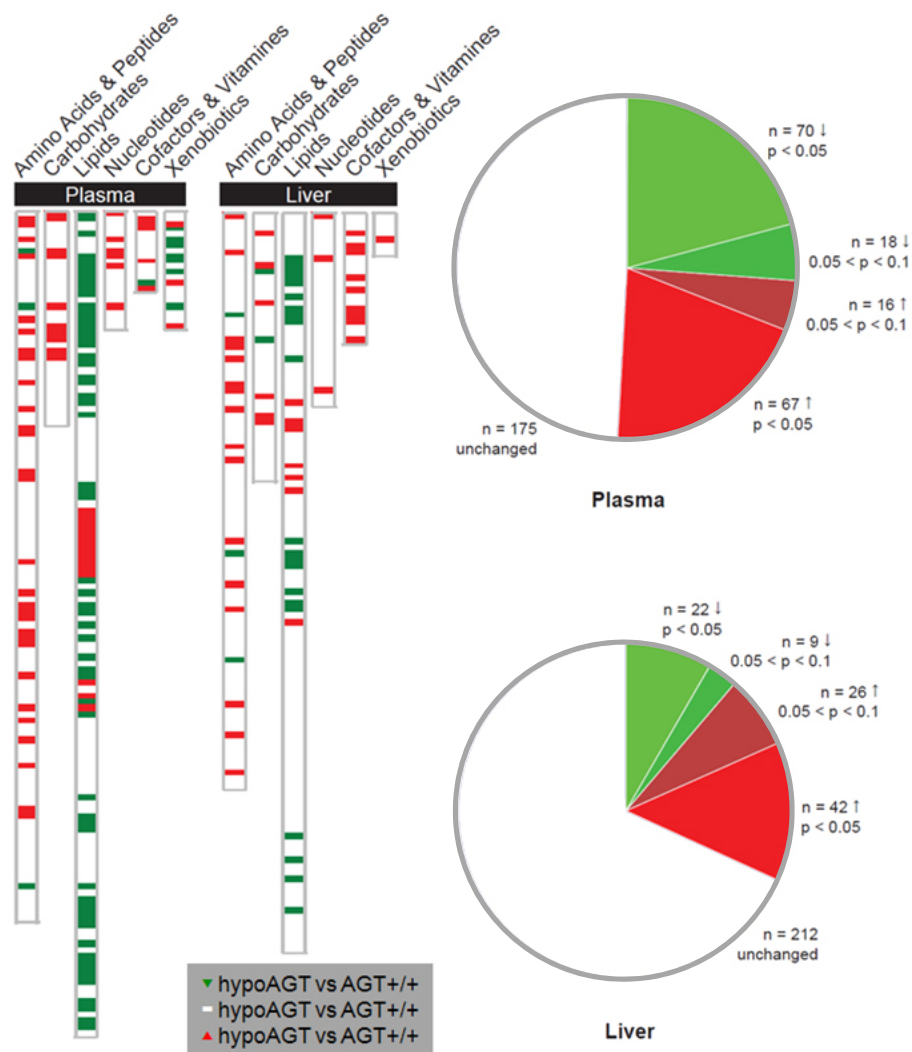 Amino Acids & Peptides
Carbohydrates
Lipids
Nucleotides
Cofactors & Vitamines
Xenobiotics
Plasma
Amino Acids & Peptides
Carbohydrates
Lipids
Nucleotides
Cofactors & Vitamines
Xenobiotics
Liver
n = 70 ↓
p < 0.05
n = 18 ↓
0.05 < p < 0.1
n = 16 ↑
0.05 < p < 0.1
n = 67 ↑
p < 0.05
n = 175
unchanged
Plasma
n = 22 ↓
p < 0.05
n = 9 ↓
0.05 < p < 0.1
n = 26 ↑
0.05 < p < 0.1
n = 42 ↑
p < 0.05
n = 212
unchanged
Liver
hypoAGT vs AGT+/+
hypoAGT vs AGT+/+
hypoAGT vs AGT+/+